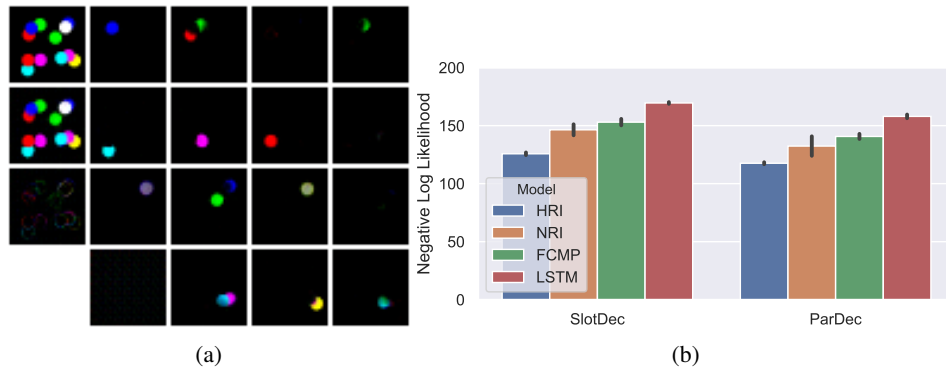 200
150
100
50
0
Negative Log Likelihood
Model
HRI
NRI
FCMP
LSTM
SlotDec
ParDec
(a)
(b)